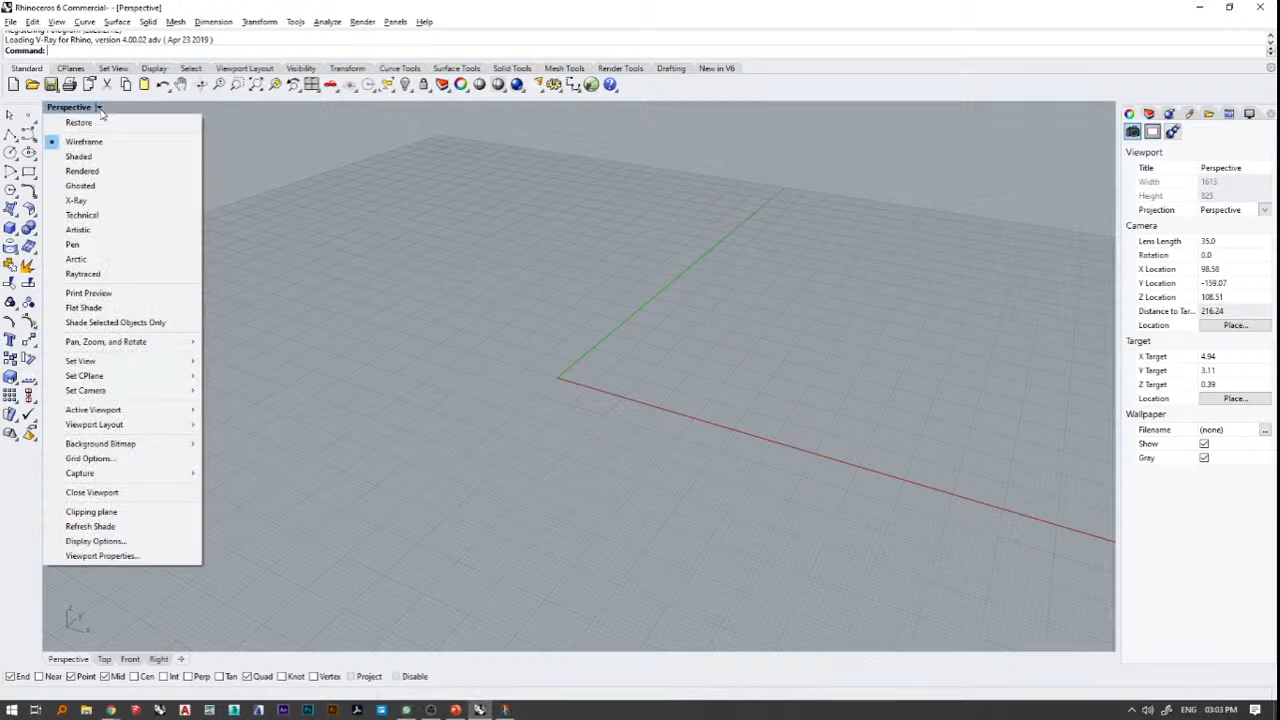 Rhinoceros 6 Commercial- - [Perspective]
File Edit View Curve Surface Solid Mesh Dimension Transform Tools Analyze Render Panels Help
Loading V-Ray for Rhino, version 4.00.02 adv ( Apr 23 2019 )
Command:
Standard CPlanes Set View Display Select Viewport Layout Visibility Transform Curve Tools Surface Tools Solid Tools Mesh Tools Render Tools Drafting New in V6
Perspective
Restore
Wireframe
Shaded
Rendered
Ghosted
X-Ray
Technical
Artistic
Pen
Arctic
Raytraced
Print Preview
Flat Shade
Shade Selected Objects Only
Pan, Zoom, and Rotate
Set View
Set CPlane
Set Camera
Active Viewport
Viewport Layout
Background Bitmap
Grid Options...
Capture
Close Viewport
Clipping plane
Refresh Shade
Display Options...
Viewport Properties...
Viewport
Title Perspective
Width 1613
Height 825
Projection Perspective
Camera
Lens Length 35.0
Rotation 0.0
X Location 98.58
Y Location -159.07
Z Location 108.51
Distance to Tar... 216.24
Location Place...
Target
X Target 4.94
Y Target 3.11
Z Target 0.39
Location Place...
Wallpaper
Filename (none) ...
Show
Gray
z y x
Perspective Top Front Right
End Near Point Mid Cen Int Perp Tan Quad Knot Vertex Project Disable
ENG 03:03 PM